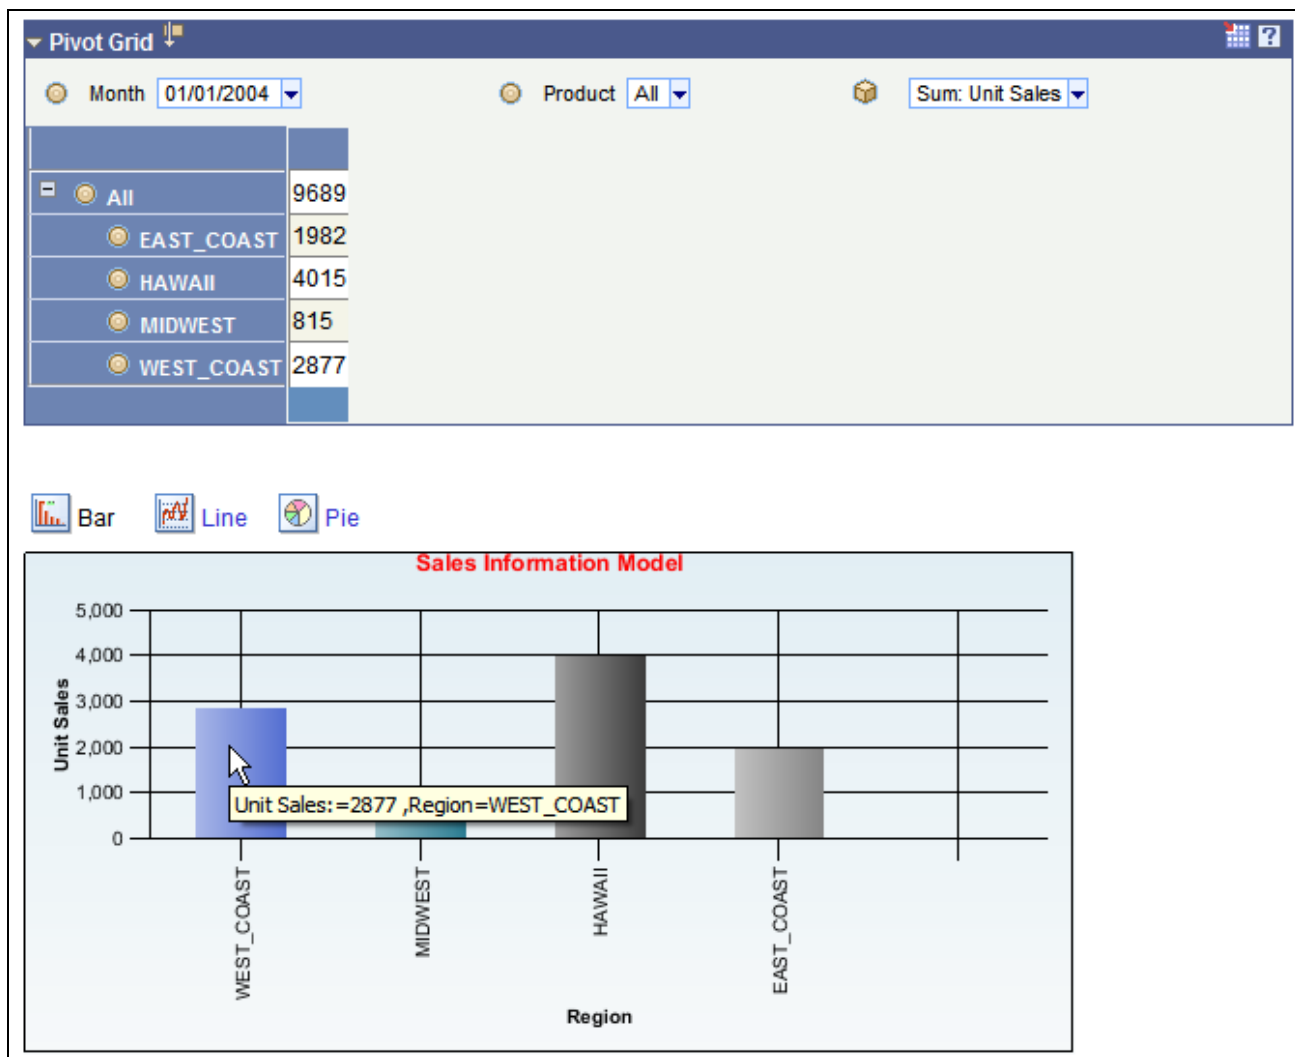 Pivot Grid
Month 01/01/2004 Product All Sum: Unit Sales
All 9689
EAST_COAST 1982
HAWAII 4015
MIDWEST 815
WEST_COAST 2877
Bar Line Pie
Sales Information Model
5,000
4,000
3,000
2,000
1,000
0
Unit Sales
Unit Sales:=2877 ,Region=WEST_COAST
WEST_COAST
MIDWEST
HAWAII
EAST_COAST
Region